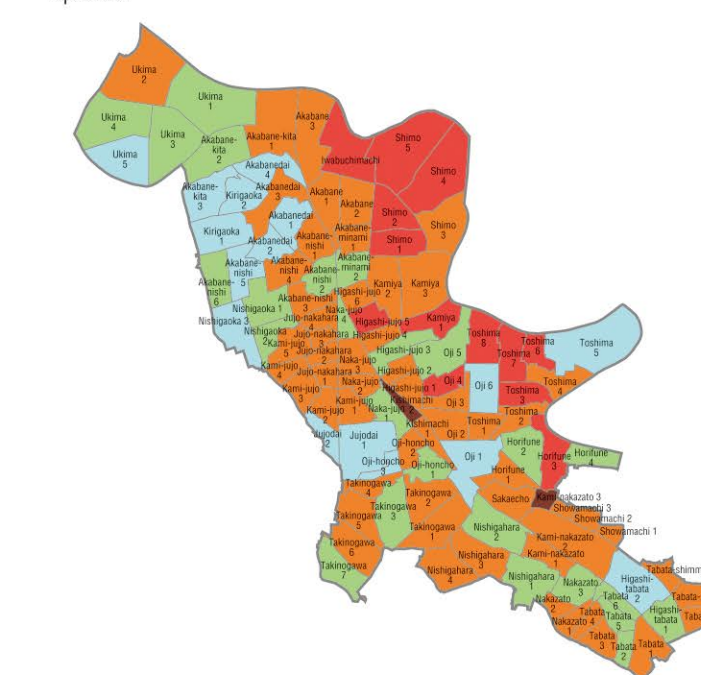 Ukima
2
Ukima
1
Ukima
4
Ukima
3
Ukima
5
Akabane-
kita
2
Akabane-kita
1
Akabane
3
Iwabuchimachi
Shimo
5
Shimo
4
Akabanedai
4
Akabane-
kita
3
Kirigaoka
2
Akabanedai
3
Akabane
1
Akabane
2
Shimo
2
Shimo
3
Shimo
1
Kirigaoka
1
Akabanedai
1
Akabanedai
2
Akabane-
nishi
1
Akabane-
minami
1
Akabane-
nishi
5
Akabane-
nishi
4
Akabane-
nishi
2
Akabane-
minami
2
Akabane-
nishi
6
Akabane-nishi
3
Higashi-jujo
6
Kamiya
2
Kamiya
3
Nishigaoka 1
Nishigaoka 3
Nishigaoka
2
Jujo-nakahara
4
Naka-jujo
4
Higashi-jujo 5
Kamiya
1
Jujo-nakahara
3
Higashi-jujo 4
Kami-jujo
5
Jujo-nakahara
2
Higashi-jujo 3
Oji 5
Toshima
8
Toshima
7
Toshima
6
Toshima
5
Kami-jujo
4
Jujo-nakahara
1
Naka-jujo
3
Higashi-jujo 2
Kami-jujo
3
Naka-jujo
2
Higashi-jujo 1
Oji 4
Oji 6
Toshima
4
Toshima
3
Kami-jujo
2
Kami-jujo
1
Naka-jujo
1
Kishimachi
2
Oji 3
Toshima
2
Toshima
1
Kishimachi
1
Oji 2
Jujodai
2
Jujodai
1
Oji-honcho
2
Oji-honcho
3
Oji-honcho
1
Oji 1
Horifune
2
Horifune
3
Horifune
4
Horifune
1
Takinogawa
4
Takinogawa
2
Takinogawa
3
Takinogawa
5
Takinogawa
1
Takinogawa
6
Takinogawa
7
Sakaecho
Kami-nakazato 3
Showamachi 3
Showamachi 2
Showamachi 1
Nishigahara
2
Kami-nakazato
2
Kami-nakazato
1
Nishigahara
3
Nishigahara
4
Nishigahara
1
Nakazato
3
Nakazato
2
Nakazato
1
Higashi-
tabata
2
Higashi-
tabata
1
Tabata
6
Tabata
5
Tabata
4
Tabata
3
Tabata
2
Tabata
1
Tabata-shimm
Tabata-
Taba